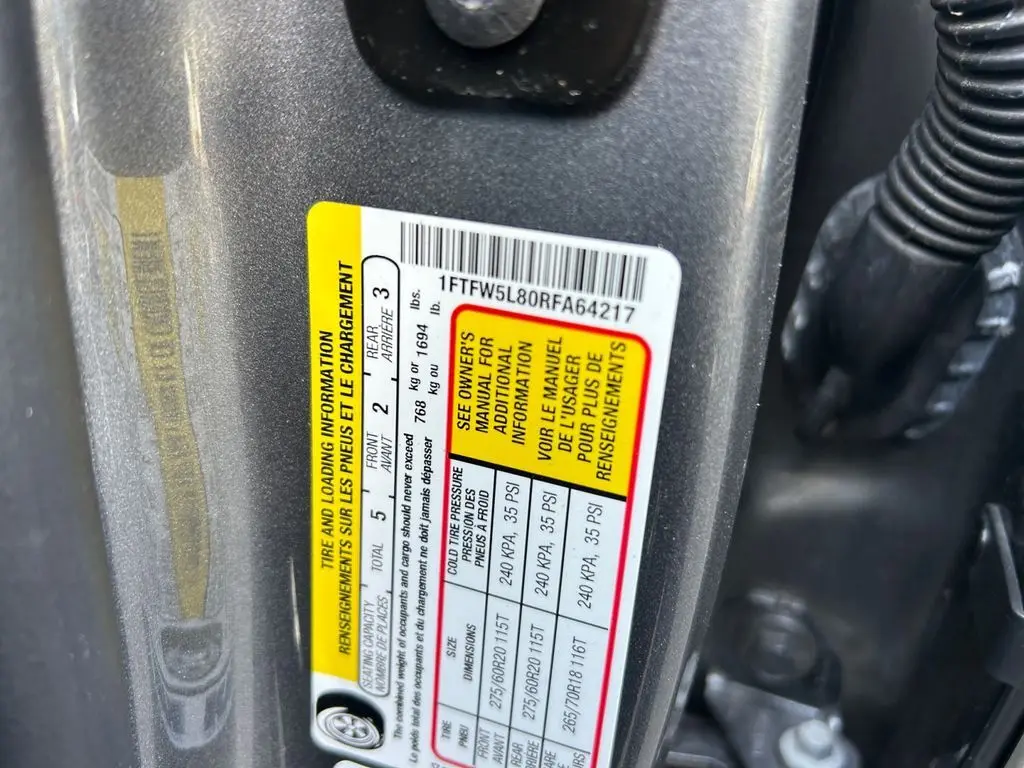 1FTFW5L80RFA64217
TIRE AND LOADING INFORMATION
RENSEIGNEMENTS SUR LES PNEUS ET LE CHARGEMENT
SEATING CAPACITY
NOMBRE DE PLACES
TOTAL 5
FRONT
AVANT 2
REAR
ARRIÈRE 3
The combined weight of occupants and cargo should never exceed 768 kg or 1694 lbs.
Le poids total des occupants et du chargement ne doit jamais dépasser kg ou lb.
TIRE
PNEU
SIZE
DIMENSIONS
COLD TIRE PRESSURE
PRESSION DES
PNEUS À FROID
FRONT
AVANT
275/60R20 115T
240 KPA, 35 PSI
REAR
275/60R20 115T
240 KPA, 35 PSI
265/70R18 116T
240 KPA, 35 PSI
SEE OWNER'S
MANUAL FOR
ADDITIONAL
INFORMATION
VOIR LE MANUEL
DE L'USAGER
POUR PLUS DE
RENSEIGNEMENTS